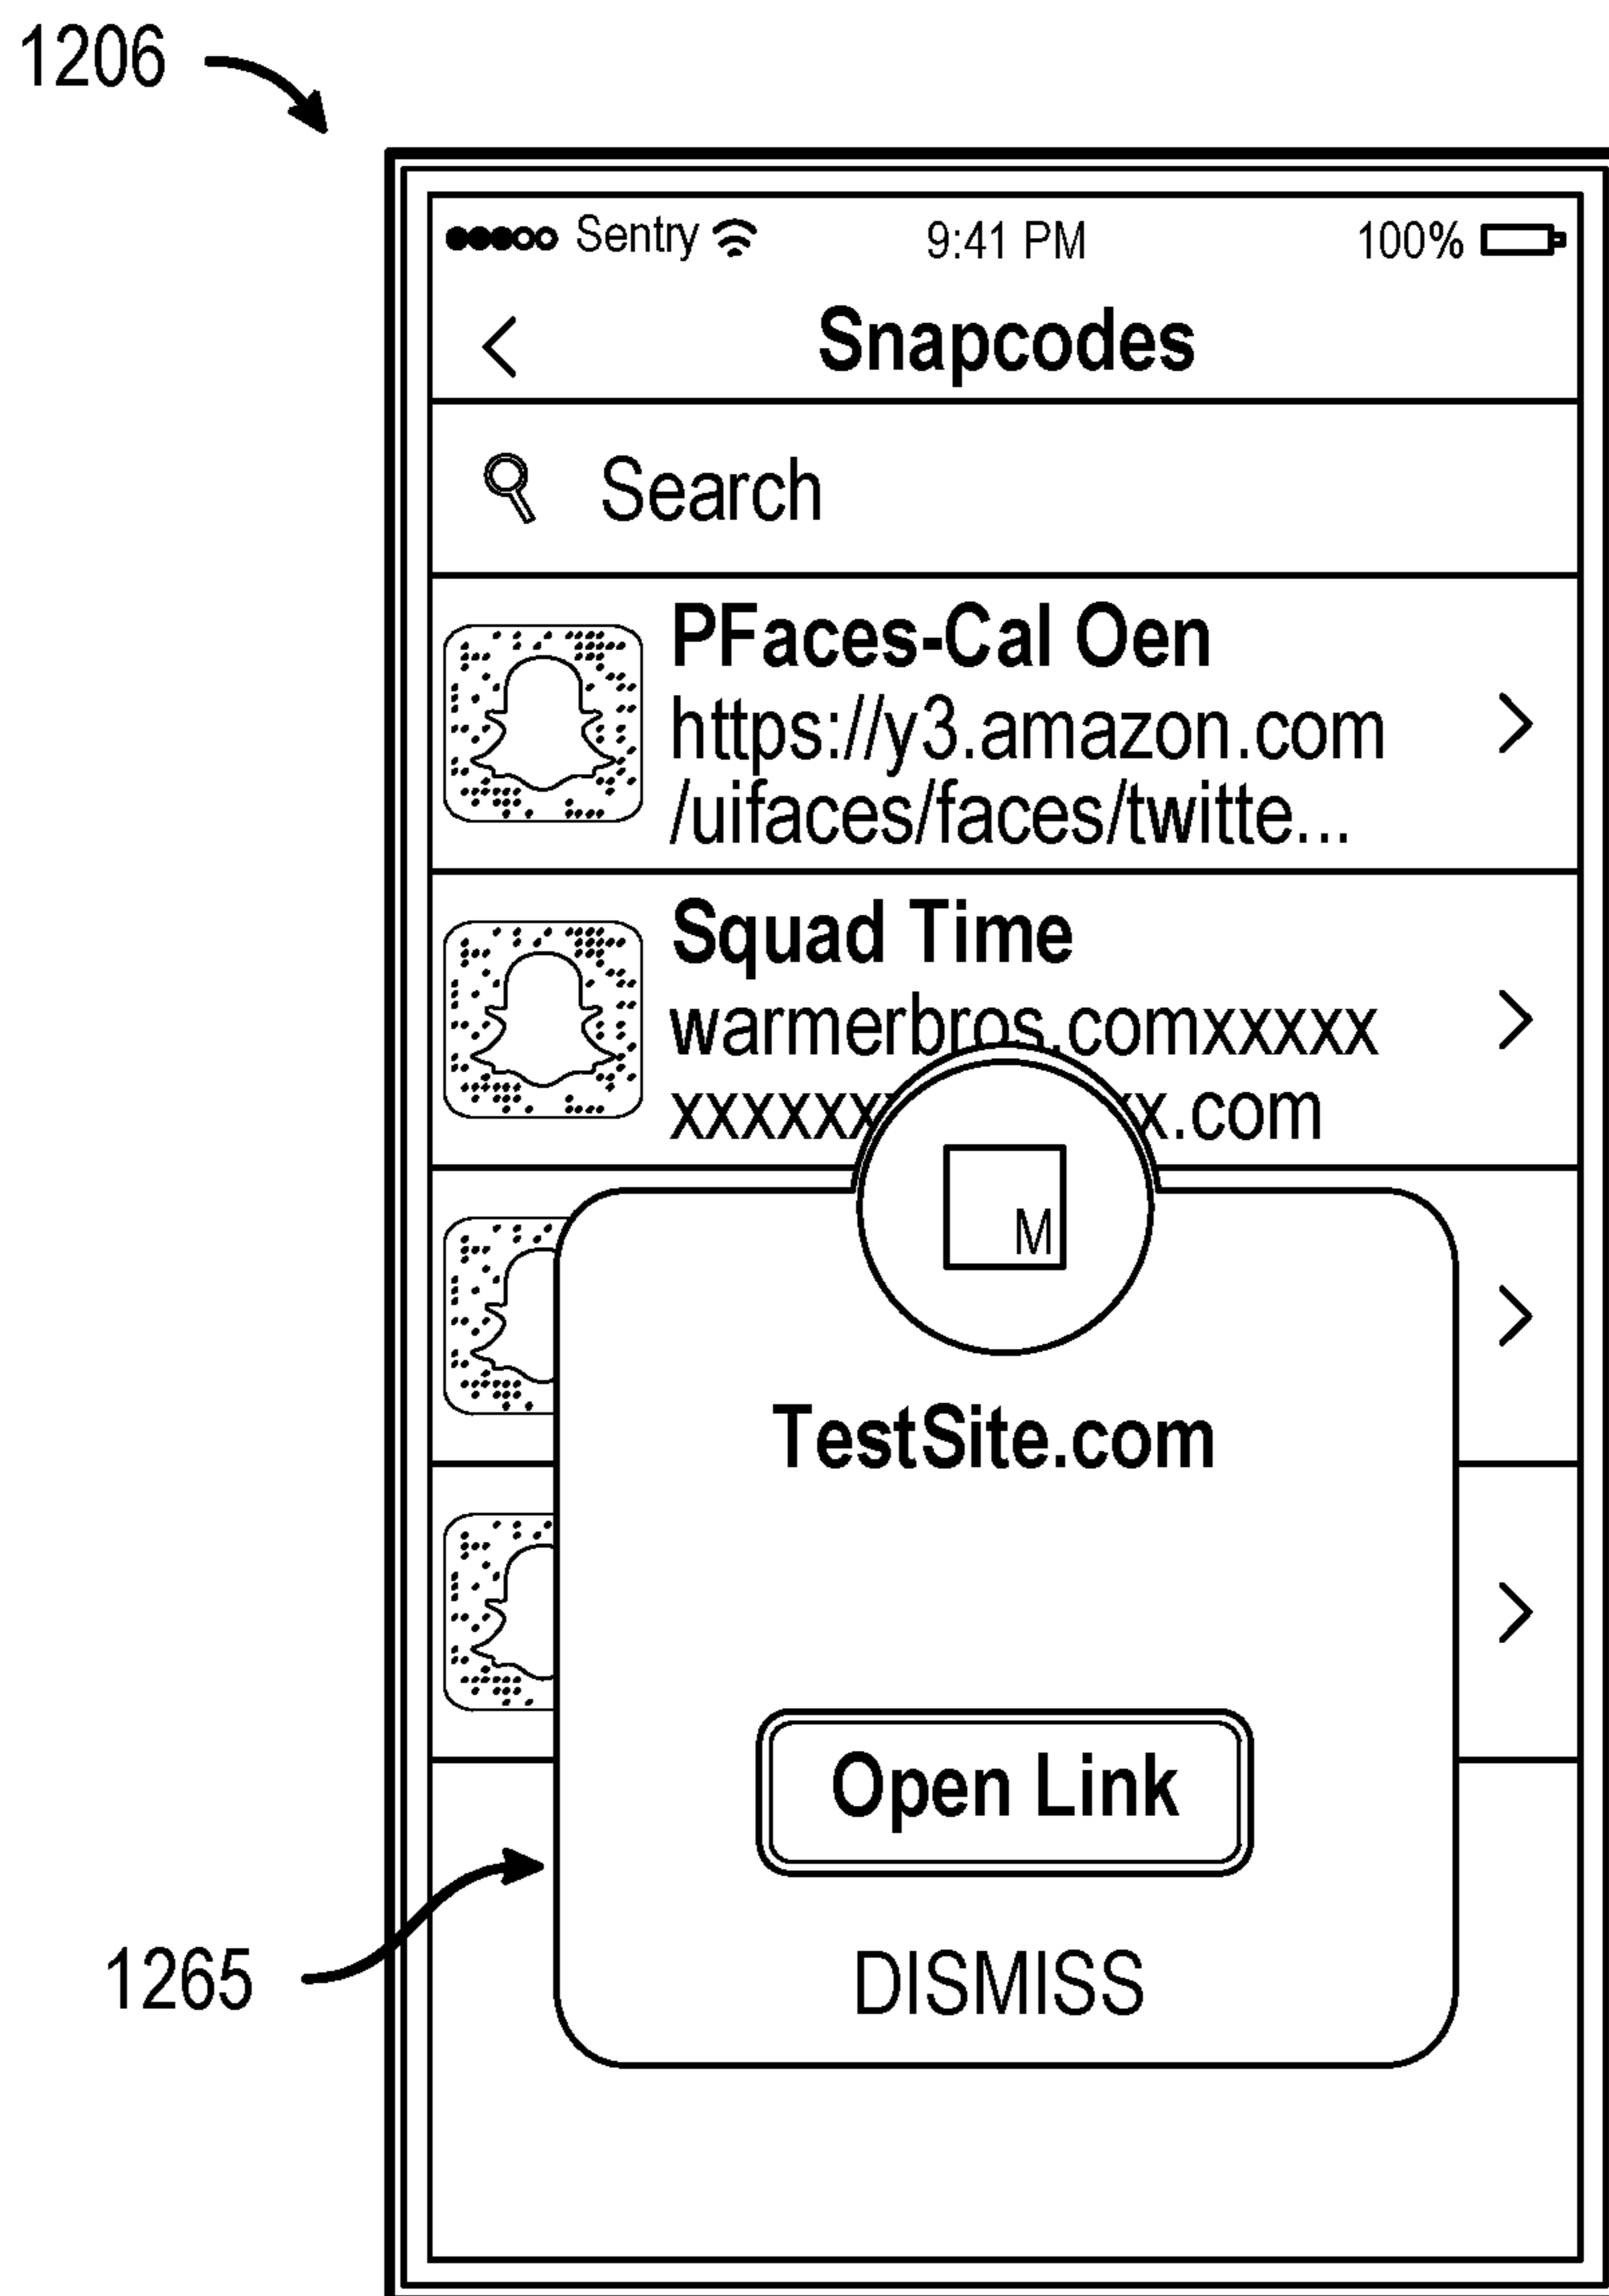 1206
Sentry 9:41 PM 100%
Snapcodes
Search
PFaces-Cal Oen
https://y3.amazon.com
/uifaces/faces/twitte...
Squad Time
warmerbros.comxxxxx
xxxxxx x.com
M
TestSite.com
Open Link
1265
DISMISS